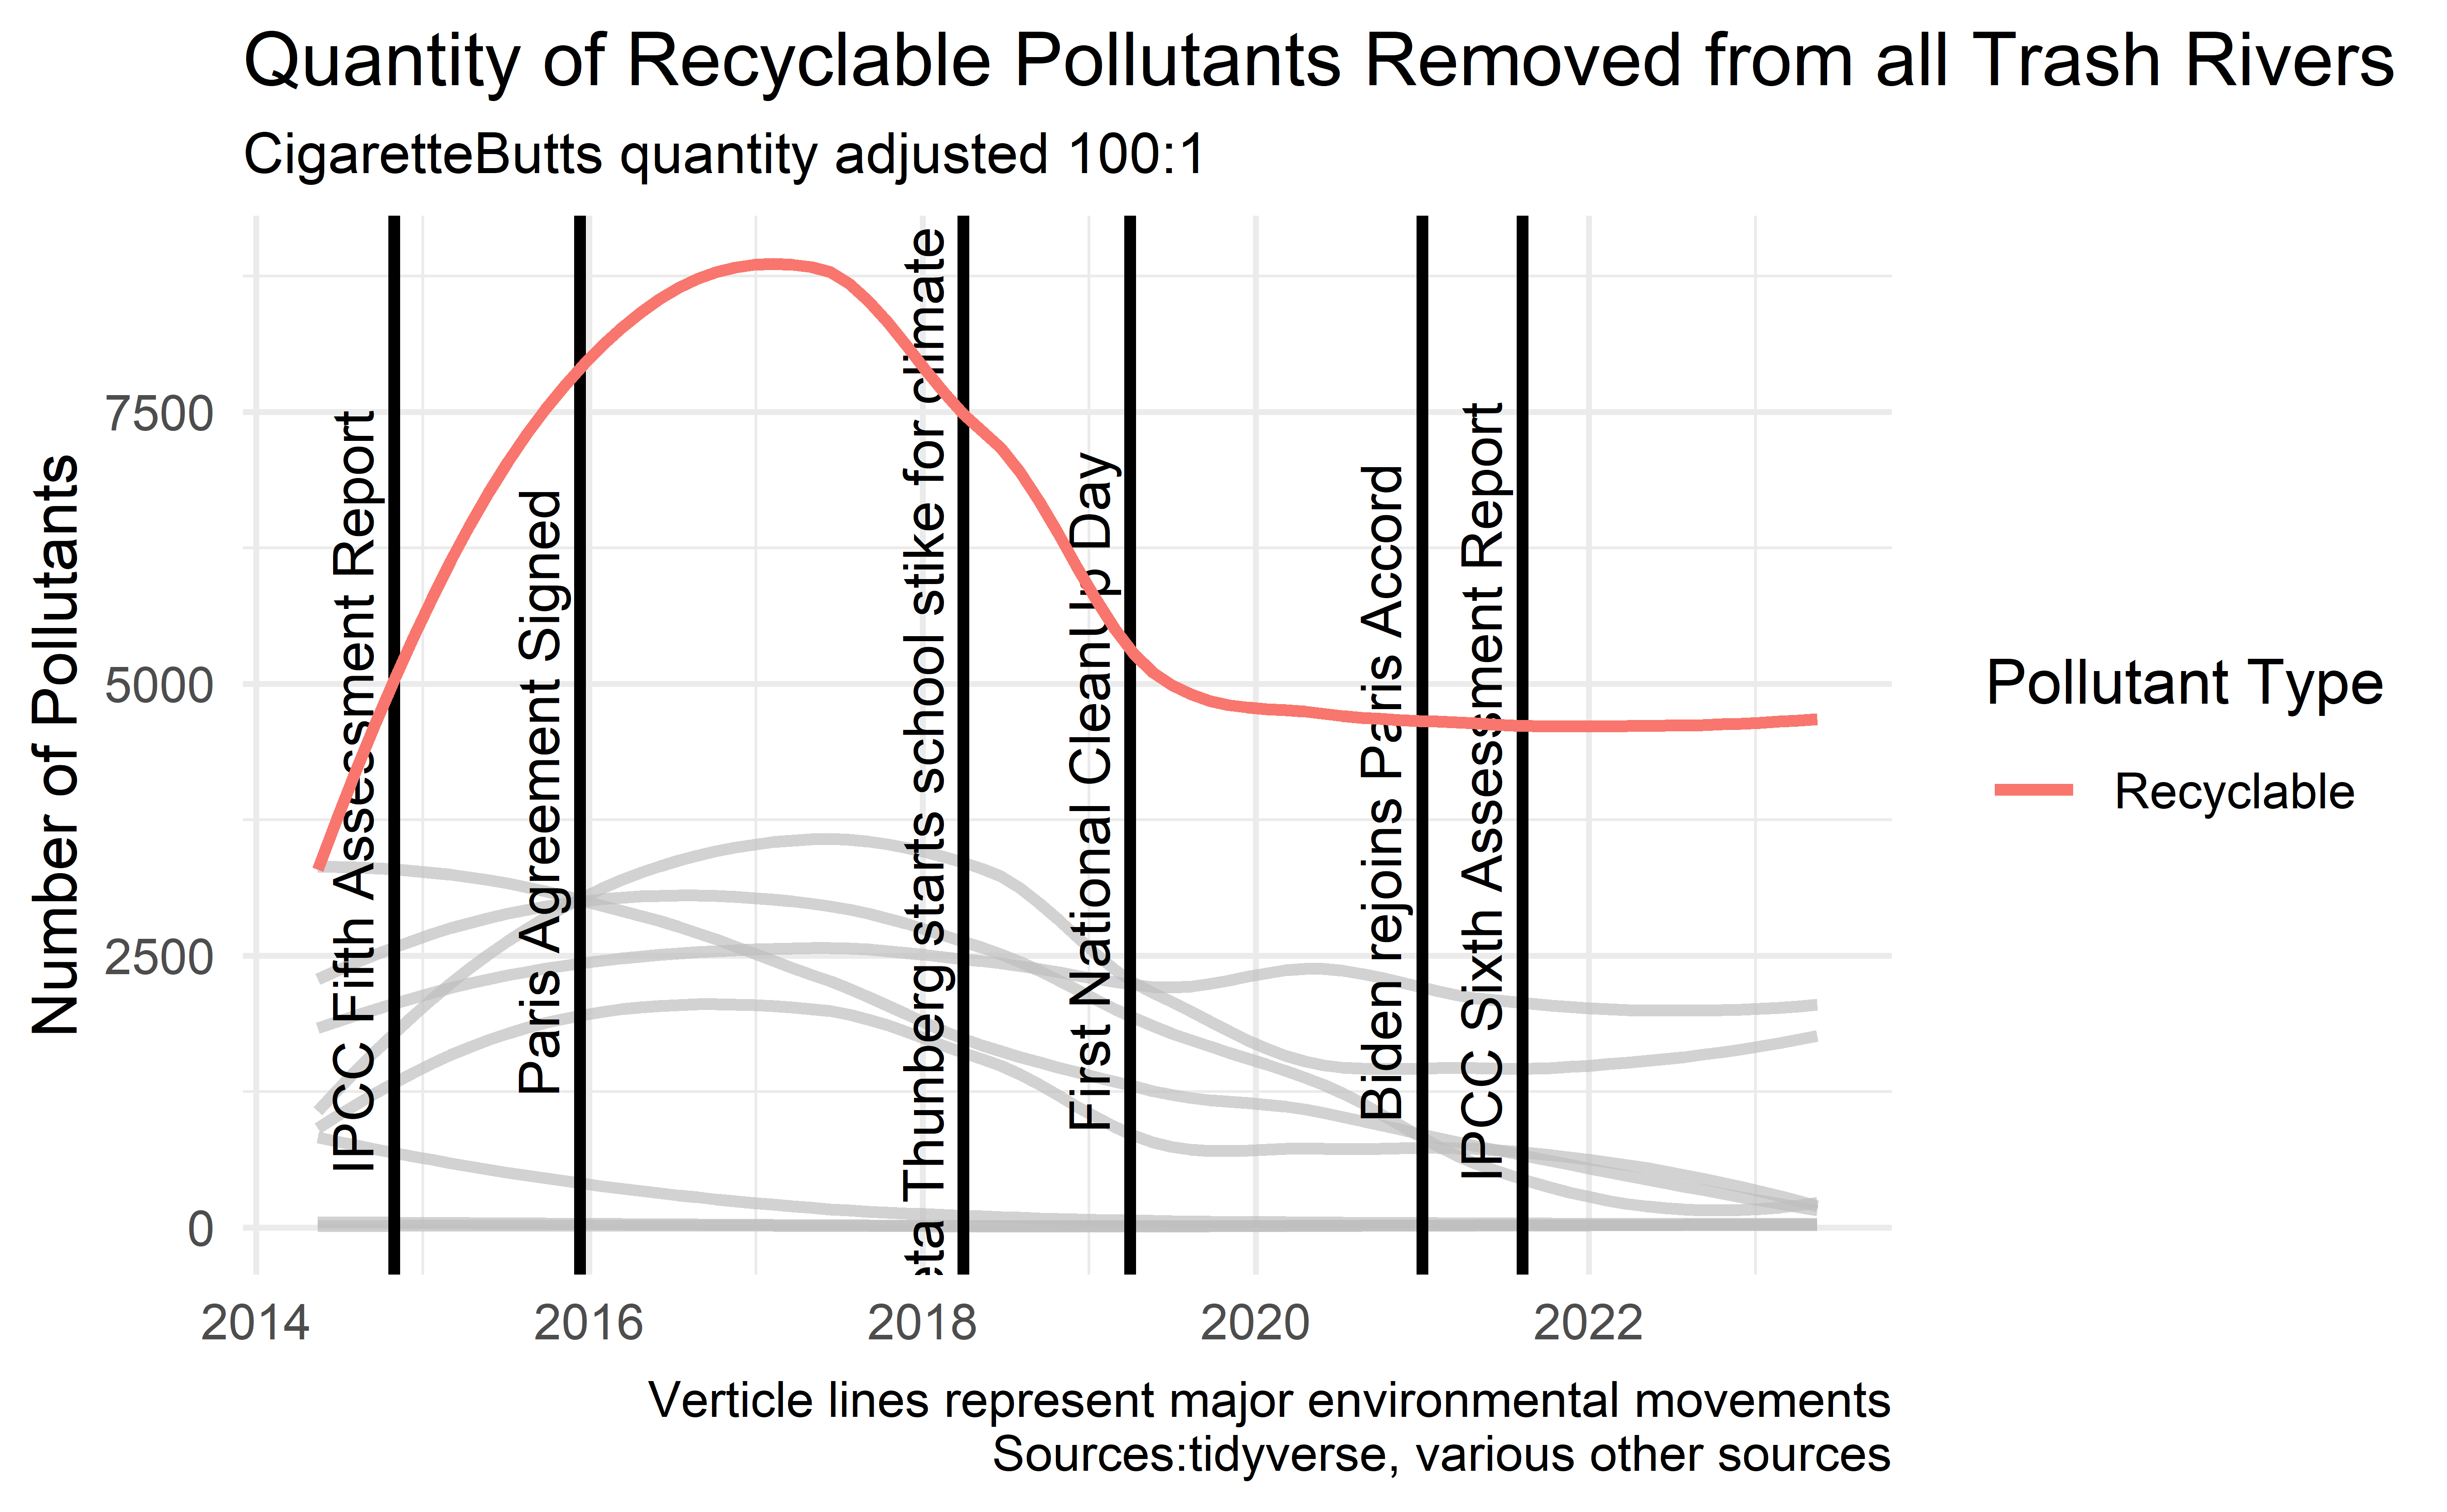 Quantity of Recyclable Pollutants Removed from all Trash Rivers
CigaretteButts quantity adjusted 100:1
Number of Pollutants
7500
5000
2500
0
IPCC Fifth Assessment Report
Paris Agreement Signed
Thunberg starts school stike for climate
First National CleanUp Day
Biden rejoins Paris Accord
IPCC Sixth Assessment Report
2014
2016
2018
2020
2022
Pollutant Type
Recyclable
Verticle lines represent major environmental movements
Sources:tidyverse, various other sources